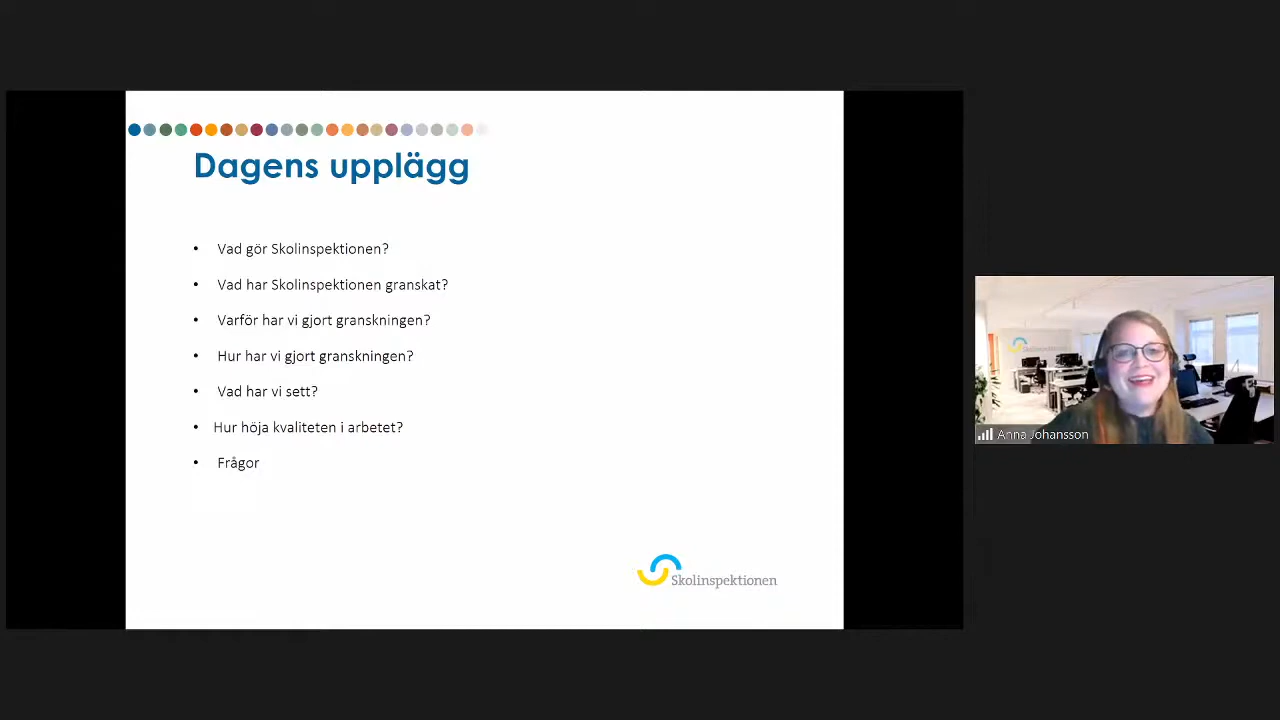 Dagens upplägg
• Vad gör Skolinspektionen?
• Vad har Skolinspektionen granskat?
• Varför har vi gjort granskningen?
• Hur har vi gjort granskningen?
• Vad har vi sett?
• Hur höja kvaliteten i arbetet?
• Frågor
Skolinspektionen
Skolinspektionen
Anna Johansson